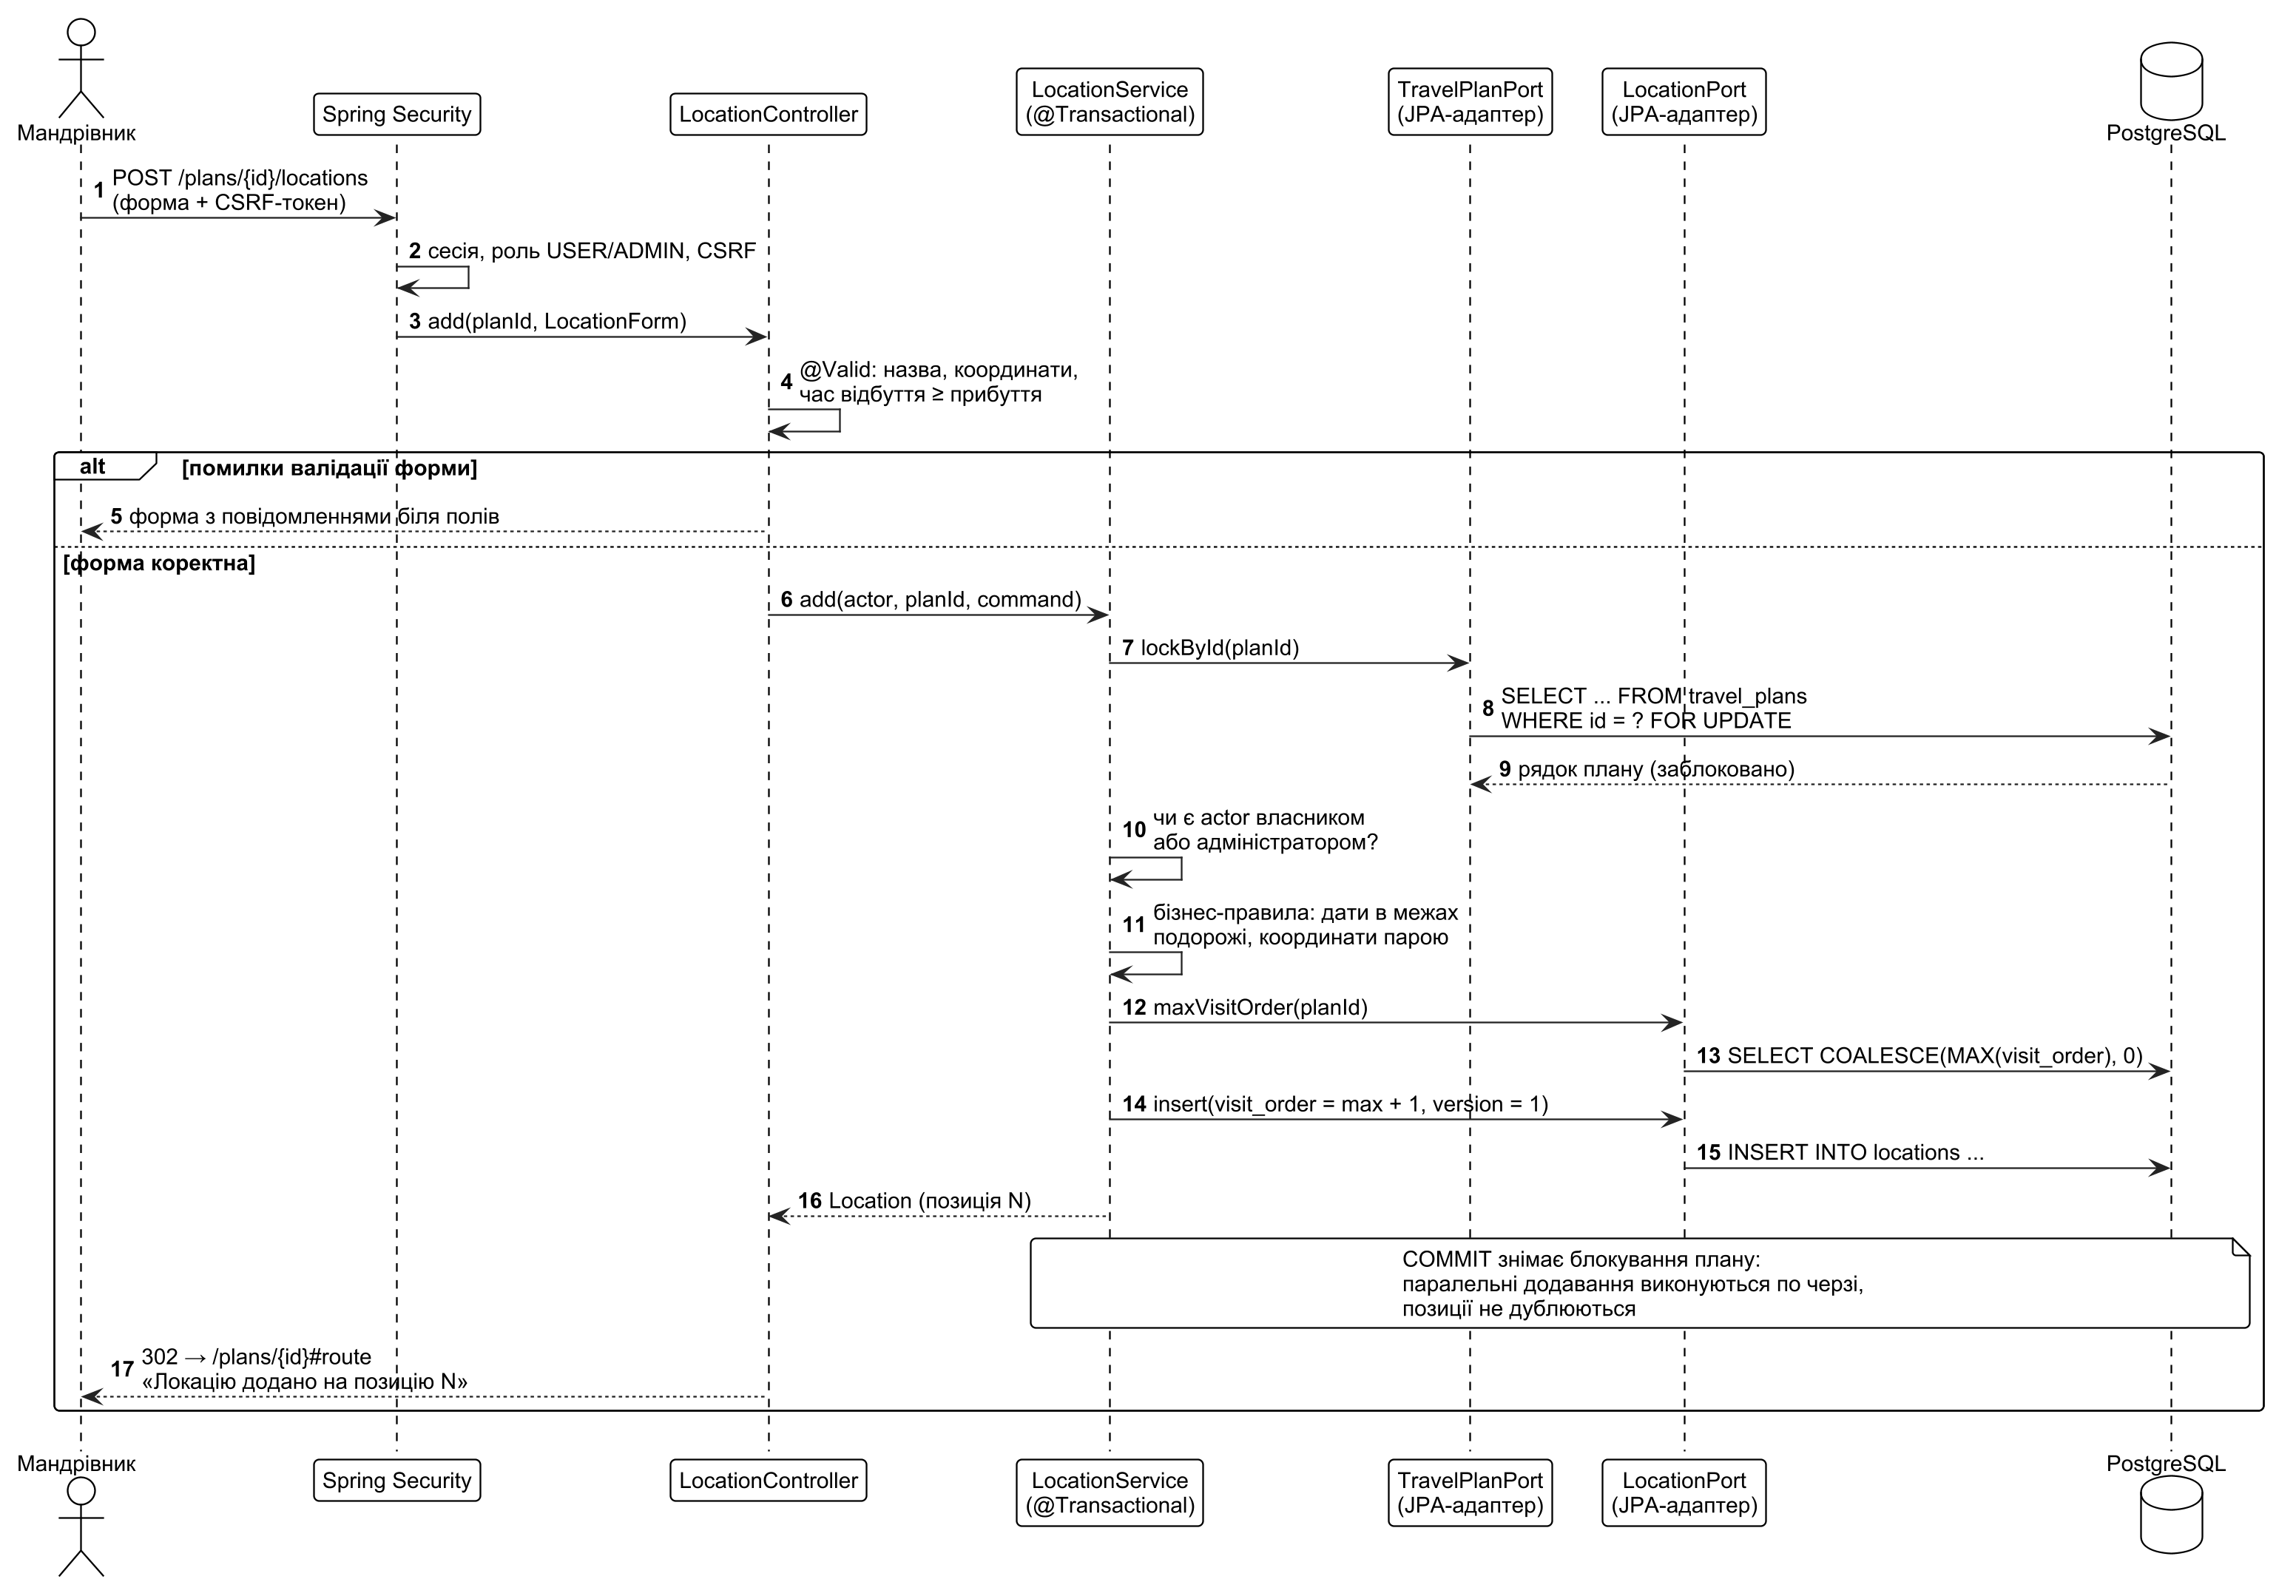 Мандрівник
Spring Security
LocationController
LocationService
(@Transactional)
TravelPlanPort
(JPA-адаптер)
LocationPort
(JPA-адаптер)
PostgreSQL
1 POST /plans/{id}/locations
(форма + CSRF-токен)
2 сесія, роль USER/ADMIN, CSRF
3 add(planId, LocationForm)
4 @Valid: назва, координати,
час відбуття ≥ прибуття
alt [помилки валідації форми]
5 форма з повідомленнями біля полів
[форма коректна]
6 add(actor, planId, command)
7 lockById(planId)
8 SELECT ... FROM travel_plans
WHERE id = ? FOR UPDATE
9 рядок плану (заблоковано)
10 чи є actor власником
або адміністратором?
11 бізнес-правила: дати в межах
подорожі, координати парою
12 maxVisitOrder(planId)
13 SELECT COALESCE(MAX(visit_order), 0)
14 insert(visit_order = max + 1, version = 1)
15 INSERT INTO locations ...
16 Location (позиція N)
COMMIT знімає блокування плану:
паралельні додавання виконуються по черзі,
позиції не дублюються
17 302 → /plans/{id}#route
«Локацію додано на позицію N»
Мандрівник
Spring Security
LocationController
LocationService
(@Transactional)
TravelPlanPort
(JPA-адаптер)
LocationPort
(JPA-адаптер)
PostgreSQL